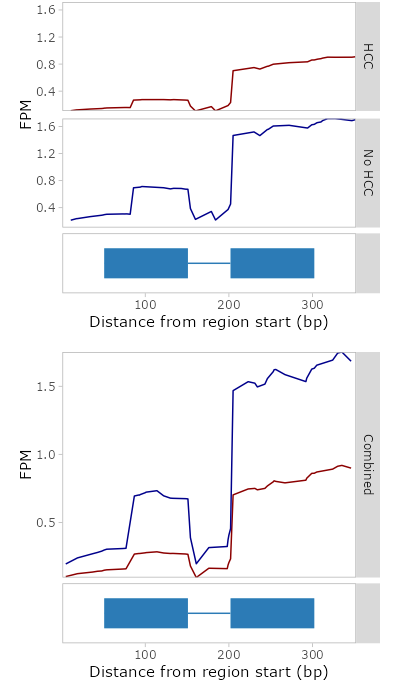 1.6
1.2
0.8
0.4
HCC
FPM
1.6
1.2
0.8
0.4
No HCC
100
200
300
Distance from region start (bp)
1.5
1.0
0.5
FPM
Combined
100
200
300
Distance from region start (bp)